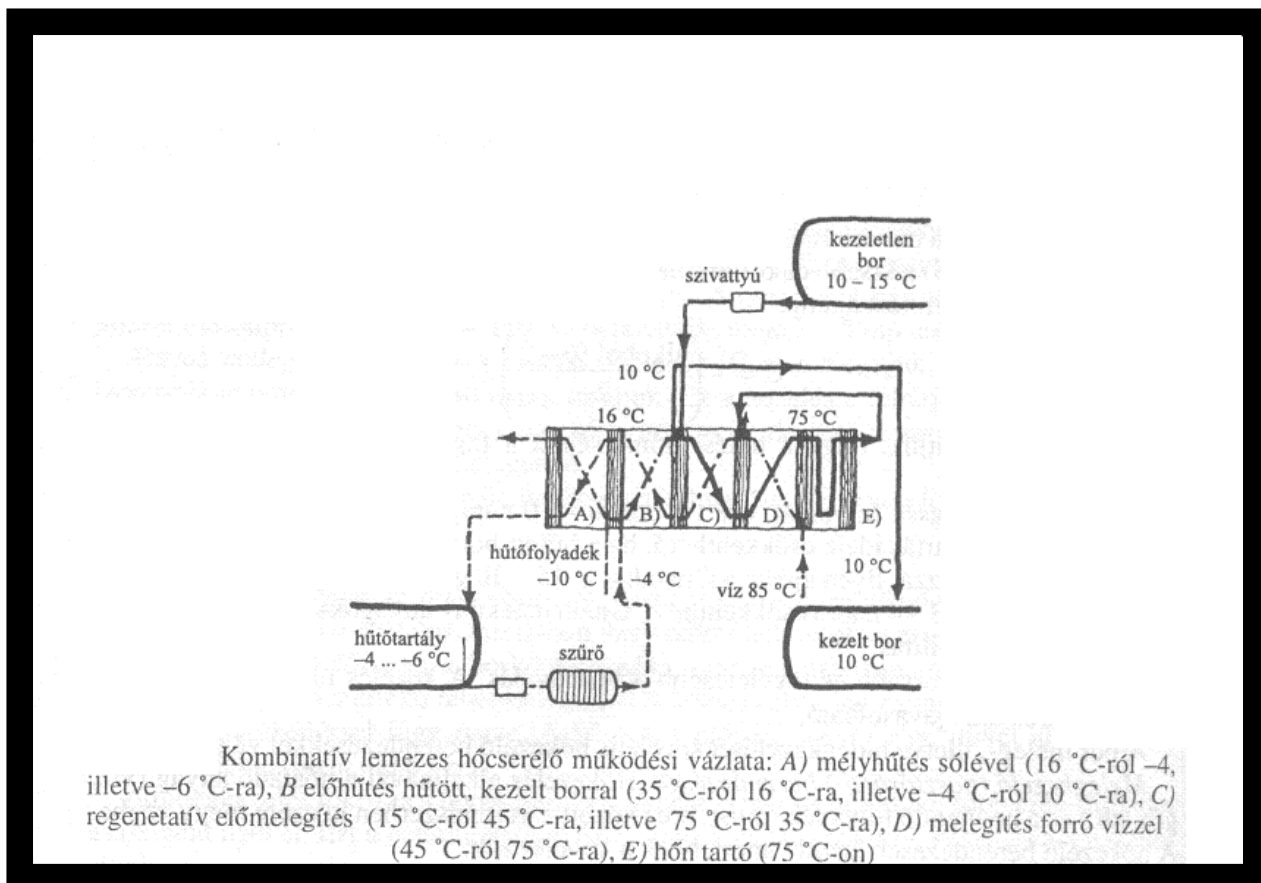 kezeletlen
bor
10 – 15 °C
szivattyú
10 °C
16 °C
75 °C
A)
B)
C)
D)
E)
hűtőfolyadék
–10 °C
–4 °C
víz 85 °C
10 °C
hűtőtartály
–4 ... –6 °C
szűrő
kezelt bor
10 °C
Kombinatív lemezes hőcserélő működési vázlata: A) mélyhűtés sólével (16 ˚C-ról –4,
illetve –6 ˚C-ra), B előhűtés hűtött, kezelt borral (35 ˚C-ról 16 ˚C-ra, illetve –4 ˚C-ról 10 ˚C-ra), C)
regenetatív előmelegítés (15 ˚C-ról 45 ˚C-ra, illetve 75 ˚C-ról 35 ˚C-ra), D) melegítés forró vízzel
(45 ˚C-ról 75 ˚C-ra), E) hőn tartó (75 ˚C-on)